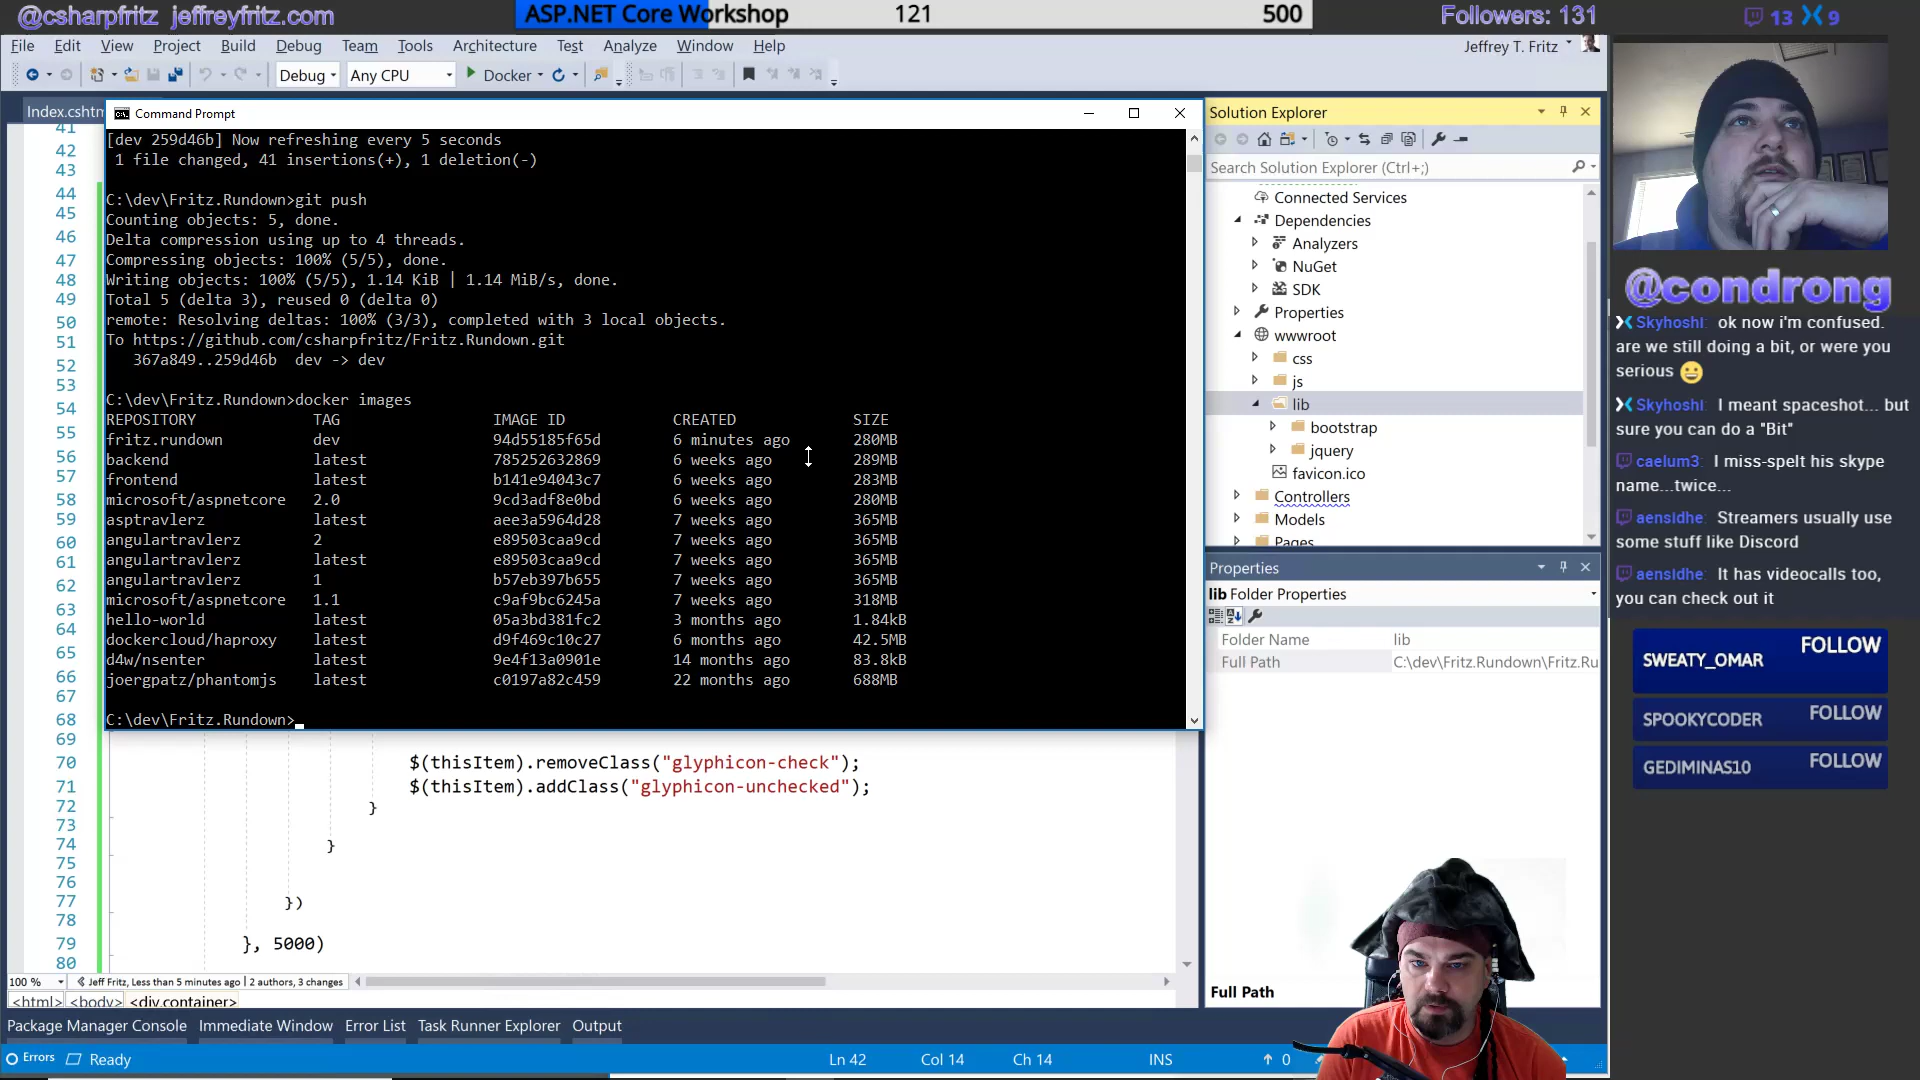 @csharpfritz jeffreyfritz.com
ASP.NET Core Workshop 121 500
Followers: 131
13 9
File Edit View Project Build Debug Team Tools Architecture Test Analyze Window Help
Jeffrey T. Fritz
Debug Any CPU Docker
Index.cshtm
Command Prompt
[dev 259d46b] Now refreshing every 5 seconds
1 file changed, 41 insertions(+), 1 deletion(-)
C:\dev\Fritz.Rundown>git push
Counting objects: 5, done.
Delta compression using up to 4 threads.
Compressing objects: 100% (5/5), done.
Writing objects: 100% (5/5), 1.14 KiB | 1.14 MiB/s, done.
Total 5 (delta 3), reused 0 (delta 0)
remote: Resolving deltas: 100% (3/3), completed with 3 local objects.
To https://github.com/csharpfritz/Fritz.Rundown.git
367a849..259d46b dev -> dev
C:\dev\Fritz.Rundown>docker images
REPOSITORY TAG IMAGE ID CREATED SIZE
fritz.rundown dev 94d55185f65d 6 minutes ago 280MB
backend latest 785252632869 6 weeks ago 289MB
frontend latest b141e94043c7 6 weeks ago 283MB
microsoft/aspnetcore 2.0 9cd3adf8e0bd 6 weeks ago 280MB
asptravlerz latest aee3a5964d28 7 weeks ago 365MB
angulartravlerz 2 e89503caa9cd 7 weeks ago 365MB
angulartravlerz latest e89503caa9cd 7 weeks ago 365MB
angulartravlerz 1 b57eb397b655 7 weeks ago 365MB
microsoft/aspnetcore 1.1 c9af9bc6245a 7 weeks ago 318MB
hello-world latest 05a3bd381fc2 3 months ago 1.84kB
dockercloud/haproxy latest d9f469c10c27 6 months ago 42.5MB
d4w/nsenter latest 9e4f13a0901e 14 months ago 83.8kB
joergpatz/phantomjs latest c0197a82c459 22 months ago 688MB
C:\dev\Fritz.Rundown>
41
42
43
44
45
46
47
48
49
50
51
52
53
54
55
56
57
58
59
60
61
62
63
64
65
66
67
68
69
70 $(thisItem).removeClass("glyphicon-check");
71 $(thisItem).addClass("glyphicon-unchecked");
72 }
73
74 }
75
76
77 })
78
79 }, 5000)
80
100 % Jeff Fritz, Less than 5 minutes ago | 2 authors, 3 changes
<html> <body> <div.container>
Package Manager Console Immediate Window Error List Task Runner Explorer Output
Errors Ready Ln 42 Col 14 Ch 14 INS 0
Solution Explorer
Search Solution Explorer (Ctrl+;)
Connected Services
Dependencies
Analyzers
NuGet
SDK
Properties
wwwroot
css
js
lib
bootstrap
jquery
favicon.ico
Controllers
Models
Pages
Properties
lib Folder Properties
Folder Name lib
Full Path C:\dev\Fritz.Rundown\Fritz.Ru
Full Path
@condrong
Skyhoshi: ok now i'm confused.
are we still doing a bit, or were you
serious
Skyhoshi: I meant spaceshot... but
sure you can do a "Bit"
caelum3: I miss-spelt his skype
name...twice...
aensidhe: Streamers usually use
some stuff like Discord
aensidhe: It has videocalls too,
you can check out it
SWEATY_OMAR FOLLOW
SPOOKYCODER FOLLOW
GEDIMINAS10 FOLLOW